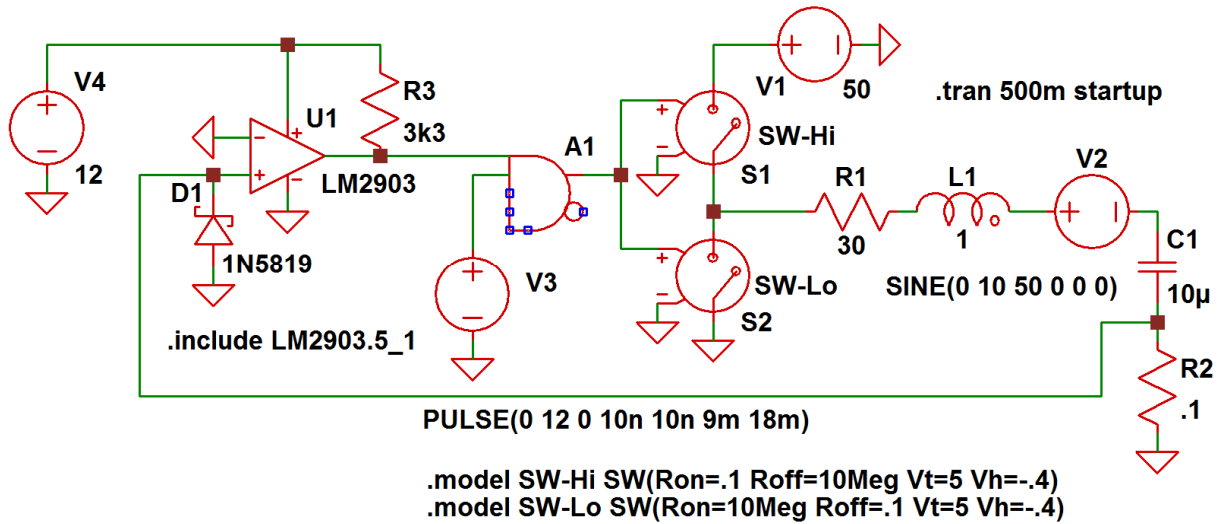 V4
12
U1
LM2903
R3
3k3
D1
1N5819
.include LM2903.5_1
A1
V3
PULSE(0 12 0 10n 10n 9m 18m)
V1
50
.tran 500m startup
SW-Hi
S1
SW-Lo
S2
R1
30
L1
1
V2
SINE(0 10 50 0 0 0)
C1
10µ
R2
.1
.model SW-Hi SW(Ron=.1 Roff=10Meg Vt=5 Vh=-.4)
.model SW-Lo SW(Ron=10Meg Roff=.1 Vt=5 Vh=-.4)